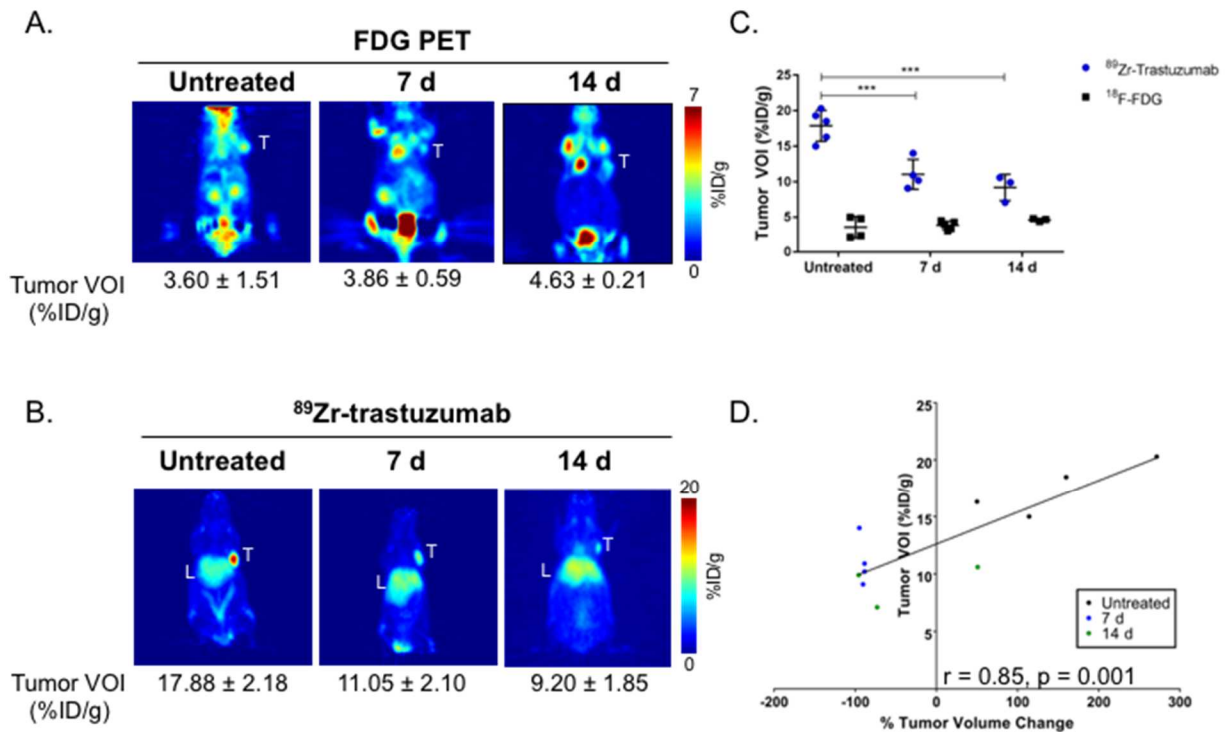 A.
FDG PET
Untreated 7 d 14 d
T T T
7
%ID/g
0
Tumor VOI 3.60 ± 1.51 3.86 ± 0.59 4.63 ± 0.21
(%ID/g)
B.
⁸⁹Zr-trastuzumab
Untreated 7 d 14 d
L T L T L T
20
%ID/g
0
Tumor VOI 17.88 ± 2.18 11.05 ± 2.10 9.20 ± 1.85
(%ID/g)
C.
*** 
***
⁸⁹Zr-Trastuzumab
¹⁸F-FDG
Tumor VOI (%ID/g)
25
20
15
10
5
0
Untreated 7 d 14 d
D.
Tumor VOI (%ID/g)
25
20
15
10
5
Untreated
7 d
14 d
r = 0.85, p = 0.001
-200 -100 0 100 200 300
% Tumor Volume Change